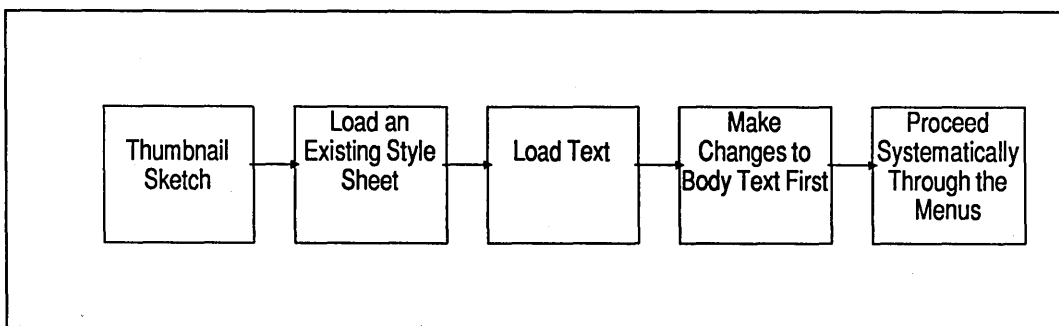 Thumbnail
Sketch
Load an
Existing Style
Sheet
Load Text
Make
Changes to
Body Text First
Proceed
Systematically
Through the
Menus